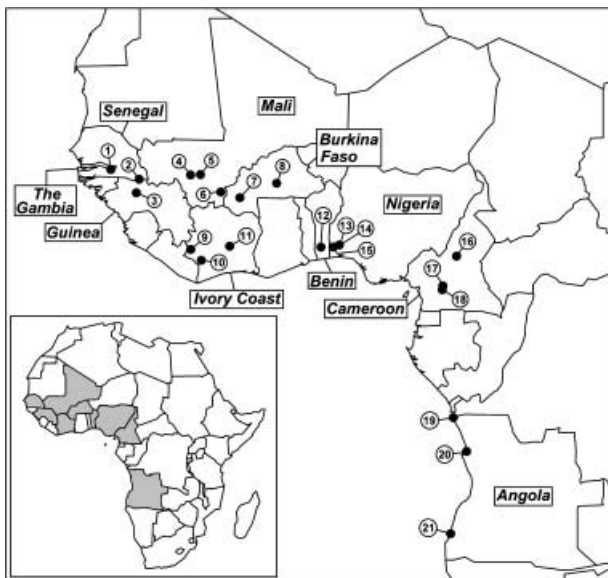 Senegal
Mali
Burkina
Faso
1
2
3
4
5
6
7
8
The
Gambia
Guinea
Nigeria
9
10
11
12
13
14
15
16
17
18
Benin
Ivory Coast
Cameroon
19
20
21
Angola